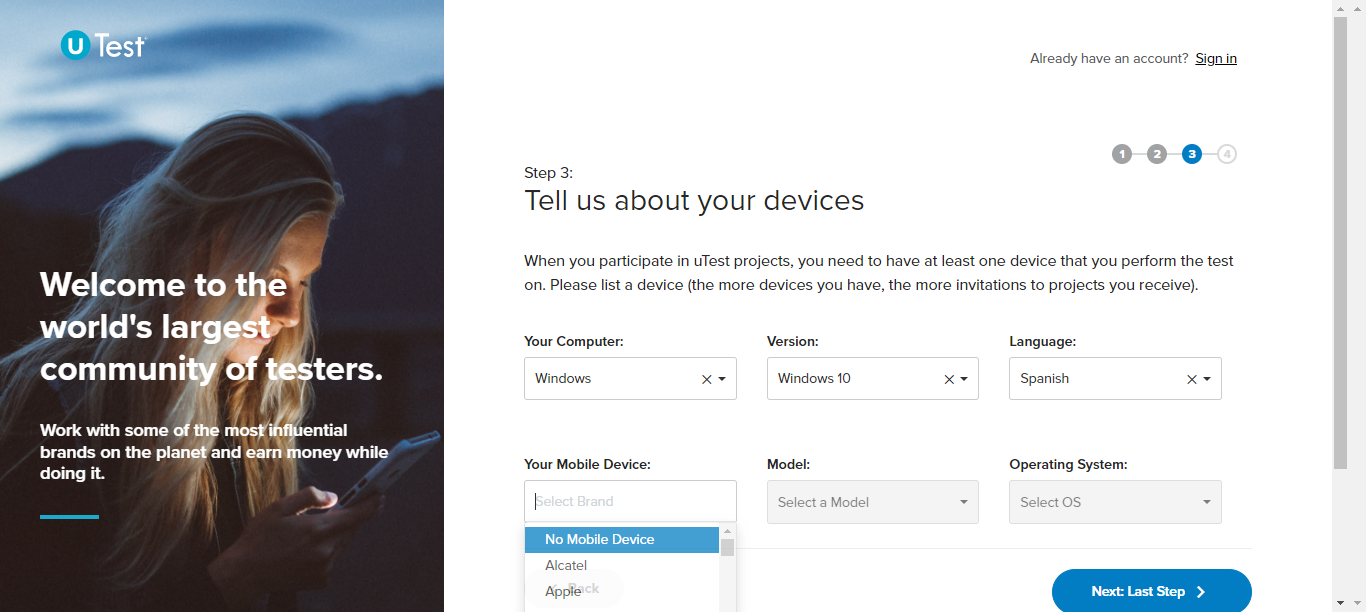 U Test
Already have an account? Sign in
1 2 3 4
Step 3:
Tell us about your devices
When you participate in uTest projects, you need to have at least one device that you perform the test
on. Please list a device (the more devices you have, the more invitations to projects you receive).
Welcome to the
world's largest
community of testers.
Work with some of the most influential
brands on the planet and earn money while
doing it.
Your Computer: Version: Language:
Windows Windows 10 Spanish
Your Mobile Device: Model: Operating System:
Select Brand Select a Model Select OS
No Mobile Device
Alcatel
Apple
Back
Next: Last Step